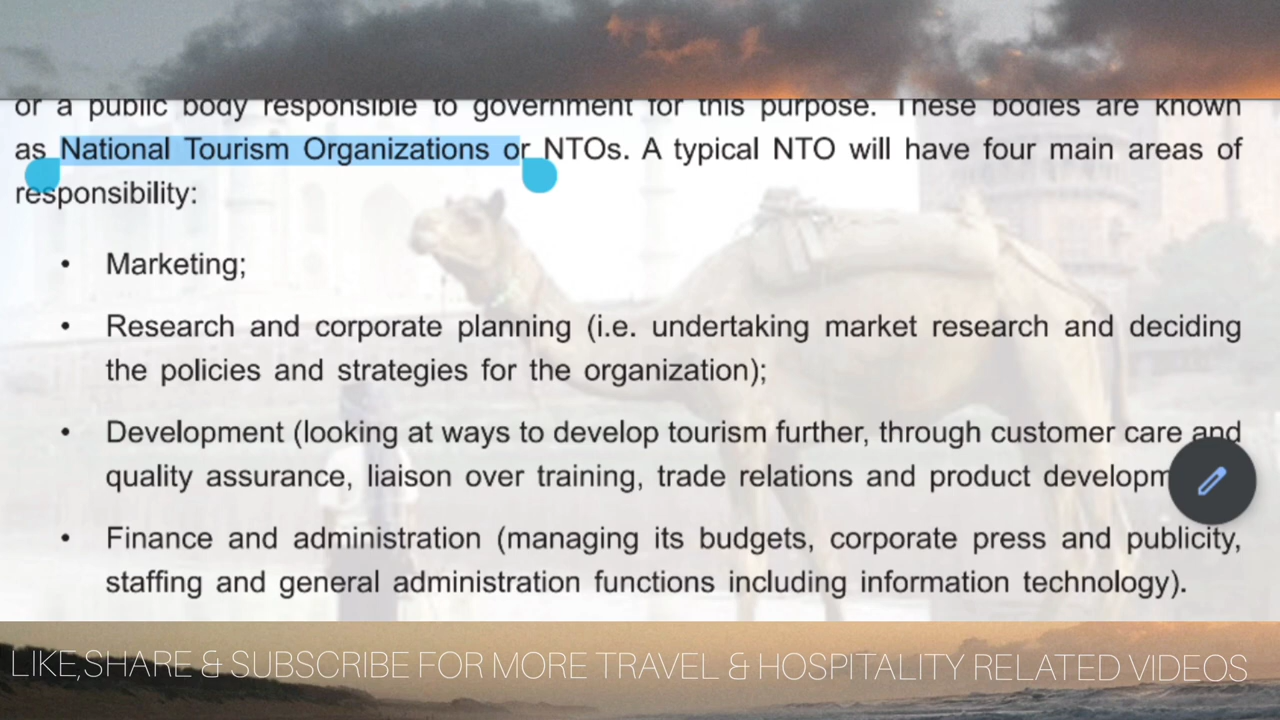 or a public body responsible to government for this purpose. These bodies are known
as National Tourism Organizations or NTOs. A typical NTO will have four main areas of
responsibility:
• Marketing;
• Research and corporate planning (i.e. undertaking market research and deciding
the policies and strategies for the organization);
• Development (looking at ways to develop tourism further, through customer care and
quality assurance, liaison over training, trade relations and product developm
• Finance and administration (managing its budgets, corporate press and publicity,
staffing and general administration functions including information technology).
LIKE,SHARE & SUBSCRIBE FOR MORE TRAVEL & HOSPITALITY RELATED VIDEOS